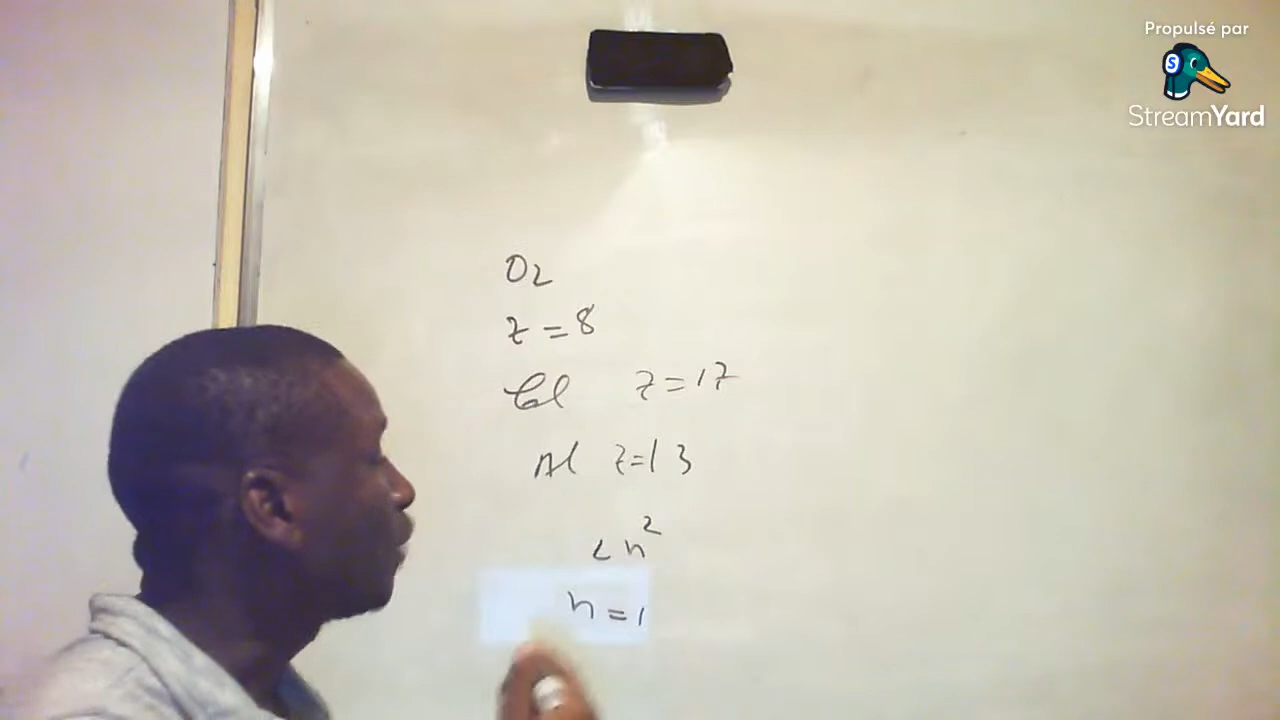 Propulsé par
StreamYard
O2
Z = 8
Cl Z = 17
Al Z = 13
2n²
n = 1